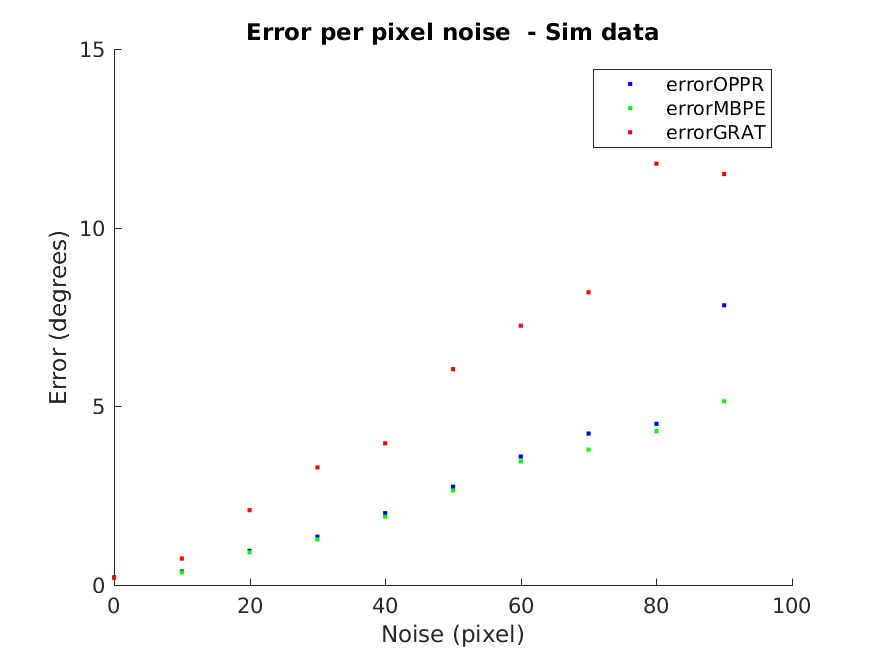 Error per pixel noise  - Sim data
15
errorOPPR
errorMBPE
errorGRAT
10
5
0
Error (degrees)
0 20 40 60 80 100
Noise (pixel)